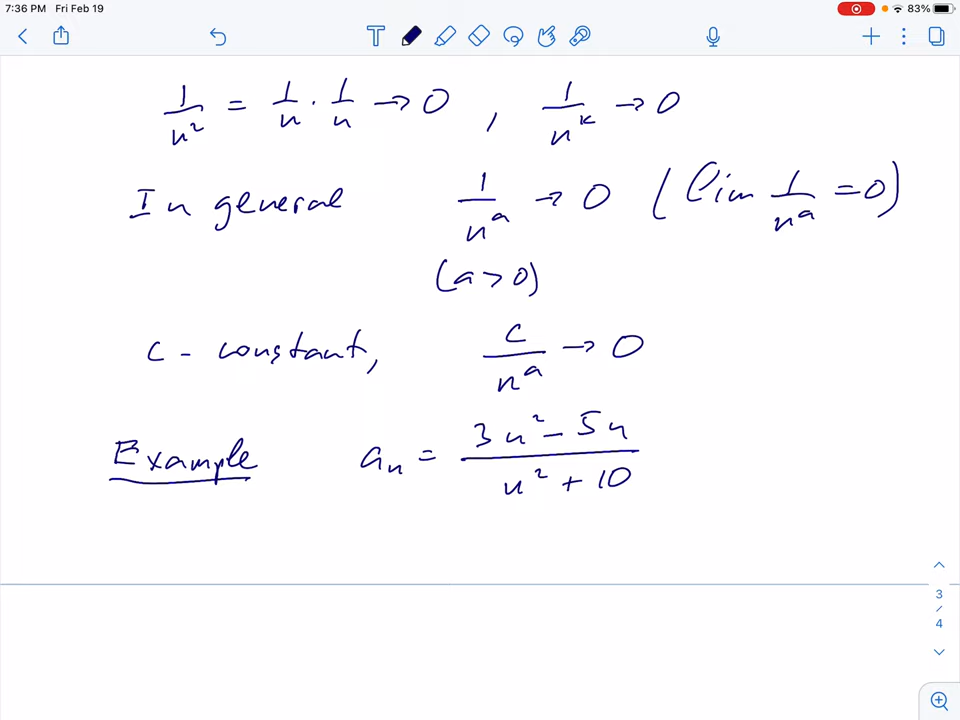 7:36 PM Fri Feb 19 83%
1/n² = 1/n · 1/n → 0 , 1/n^k → 0
In general 1/n^a → 0 (lim 1/n^a = 0)
(a > 0)
c - constant, c/n^a → 0
Example a_n = (3n² - 5n)/(n² + 10)
3
/
4